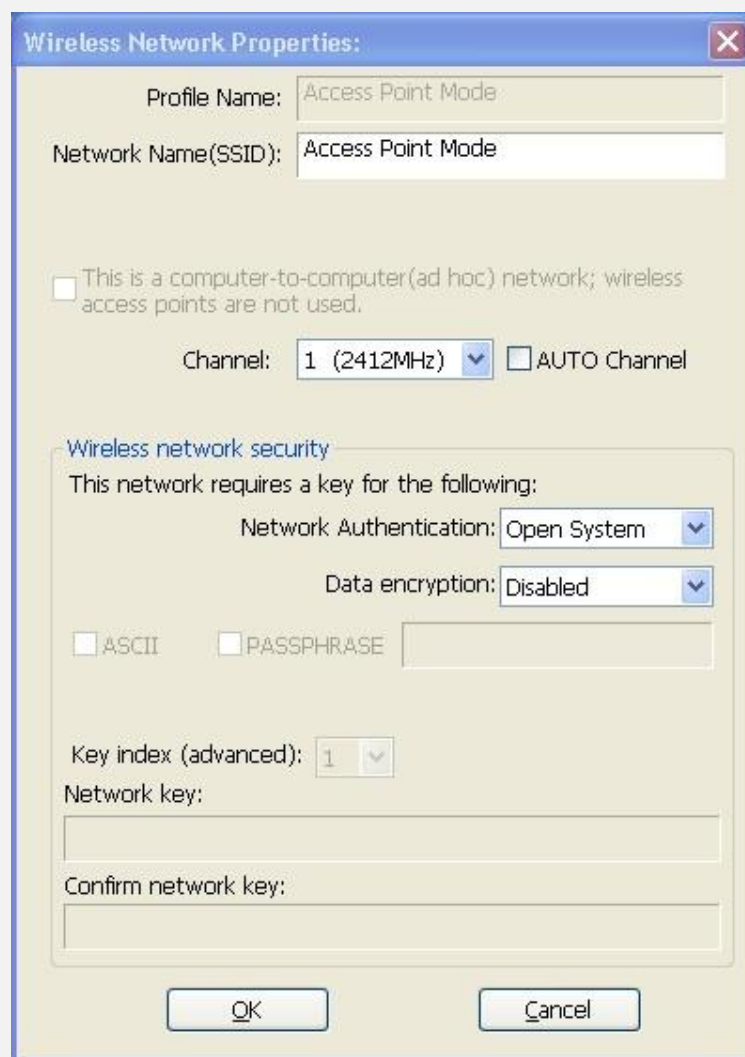 Wireless Network Properties:
Profile Name: Access Point Mode
Network Name(SSID): Access Point Mode
This is a computer-to-computer(ad hoc) network; wireless
access points are not used.
Channel: 1 (2412MHz) AUTO Channel
Wireless network security
This network requires a key for the following:
Network Authentication: Open System
Data encryption: Disabled
ASCII PASSPHRASE
Key index (advanced): 1
Network key:
Confirm network key:
OK Cancel